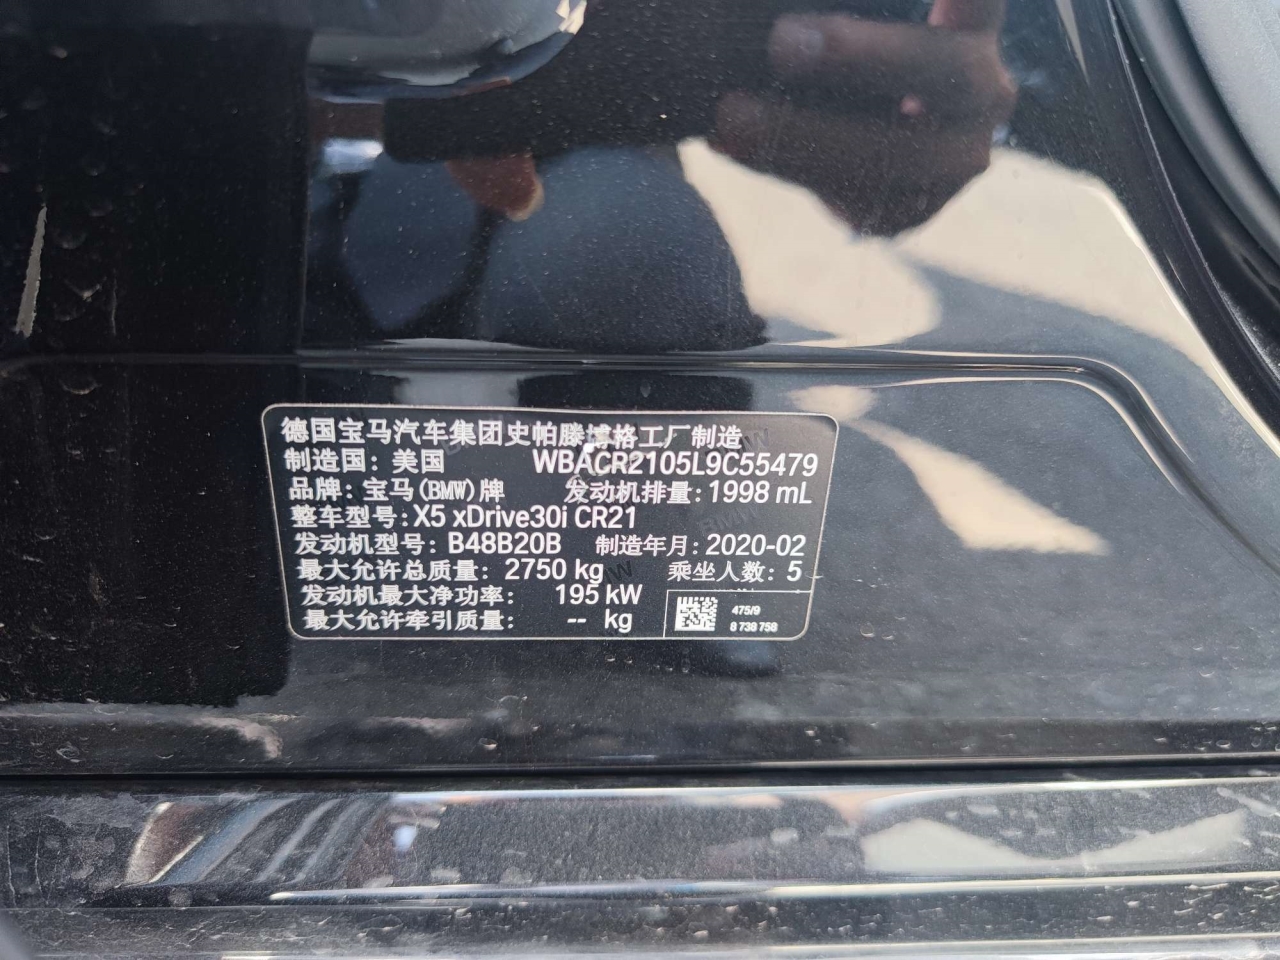 德国宝马汽车集团史帕滕博格工厂制造
制造国：美国 WBACR2105L9C55479
品牌：宝马(BMW)牌 发动机排量：1998 mL
整车型号：X5 xDrive30i CR21
发动机型号：B48B20B 制造年月：2020-02
最大允许总质量：2750 kg 乘坐人数：5
发动机最大净功率：195 kW
最大允许牵引质量：-- kg
475/9
8 738 758